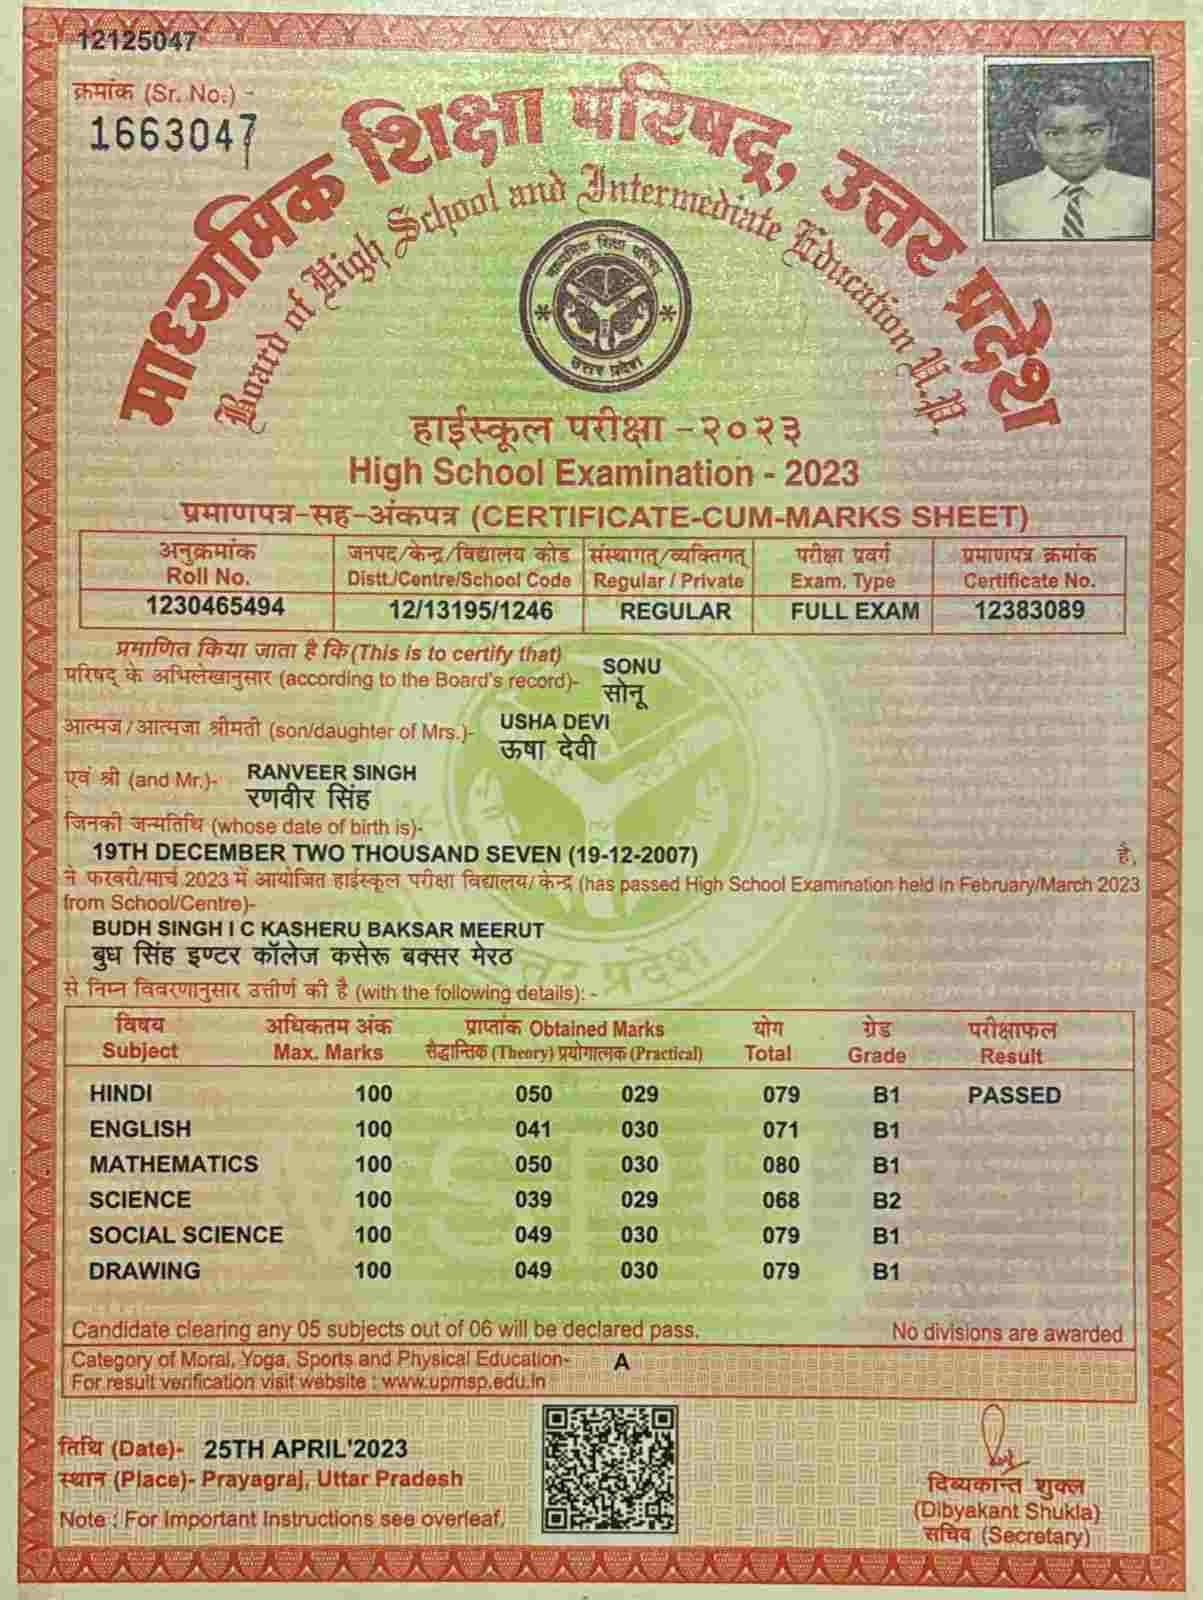 12125047
क्रमांक (Sr. No.) -
1663047
माध्यमिक शिक्षा परिषद्, उत्तर प्रदेश
Board of High School and Intermediate Education U.P.
माध्यमिक शिक्षा परिषद्
उत्तर प्रदेश
हाईस्कूल परीक्षा -२०२३
High School Examination - 2023
प्रमाणपत्र-सह-अंकपत्र (CERTIFICATE-CUM-MARKS SHEET)
अनुक्रमांक जनपद/केन्द्र/विद्यालय कोड संस्थागत्/व्यक्तिगत् परीक्षा प्रवर्ग प्रमाणपत्र क्रमांक
Roll No. Distt./Centre/School Code Regular / Private Exam. Type Certificate No.
1230465494 12/13195/1246 REGULAR FULL EXAM 12383089
प्रमाणित किया जाता है कि (This is to certify that)
परिषद् के अभिलेखानुसार (according to the Board's record)- SONU
सोनू
आत्मज/आत्मजा श्रीमती (son/daughter of Mrs.)- USHA DEVI
ऊषा देवी
एवं श्री (and Mr.)- RANVEER SINGH
रणवीर सिंह
जिनकी जन्मतिथि (whose date of birth is)-
19TH DECEMBER TWO THOUSAND SEVEN (19-12-2007) है,
ने फरवरी/मार्च 2023 में आयोजित हाईस्कूल परीक्षा विद्यालय/केन्द्र (has passed High School Examination held in February/March 2023
from School/Centre)-
BUDH SINGH I C KASHERU BAKSAR MEERUT
बुध सिंह इण्टर कॉलेज कसेरू बक्सर मेरठ
से निम्न विवरणानुसार उत्तीर्ण की है (with the following details): -
विषय अधिकतम अंक प्राप्तांक Obtained Marks योग ग्रेड परीक्षाफल
Subject Max. Marks सैद्धान्तिक (Theory) प्रयोगात्मक (Practical) Total Grade Result
HINDI 100 050 029 079 B1 PASSED
ENGLISH 100 041 030 071 B1
MATHEMATICS 100 050 030 080 B1
SCIENCE 100 039 029 068 B2
SOCIAL SCIENCE 100 049 030 079 B1
DRAWING 100 049 030 079 B1
Candidate clearing any 05 subjects out of 06 will be declared pass. No divisions are awarded
Category of Moral, Yoga, Sports and Physical Education- A
For result verification visit website : www.upmsp.edu.in
तिथि (Date)- 25TH APRIL'2023
स्थान (Place)- Prayagraj, Uttar Pradesh
Note : For Important Instructions see overleaf.
दिव्यकान्त शुक्ल
(Dibyakant Shukla)
सचिव (Secretary)